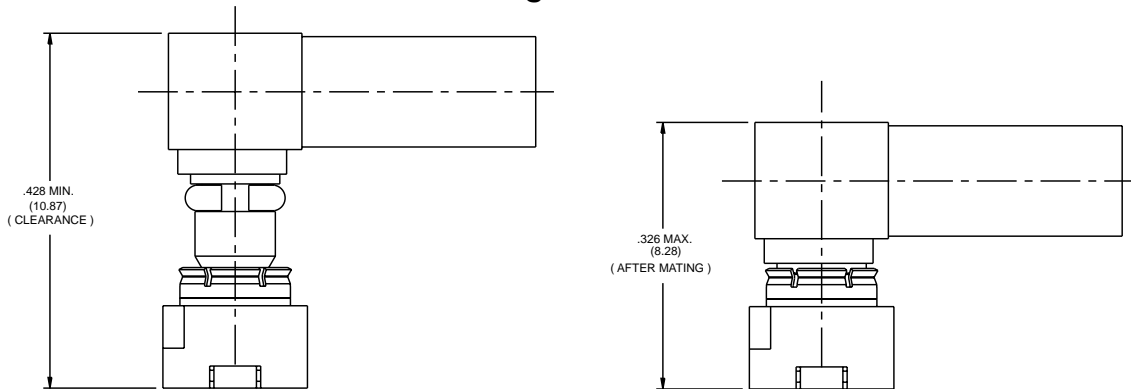 .428 MIN.
(10.87)
( CLEARANCE )
.326 MAX.
(8.28)
( AFTER MATING )